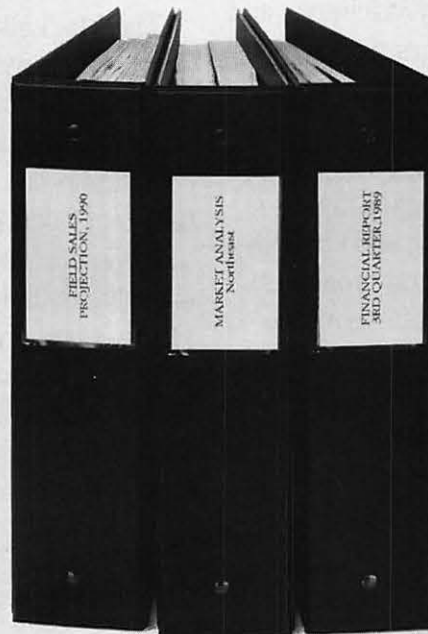 FIELD SALES
PROJECTION, 1990
MARKET ANALYSIS
Northeast
FINANCIAL REPORT
3RD QUARTER,1989